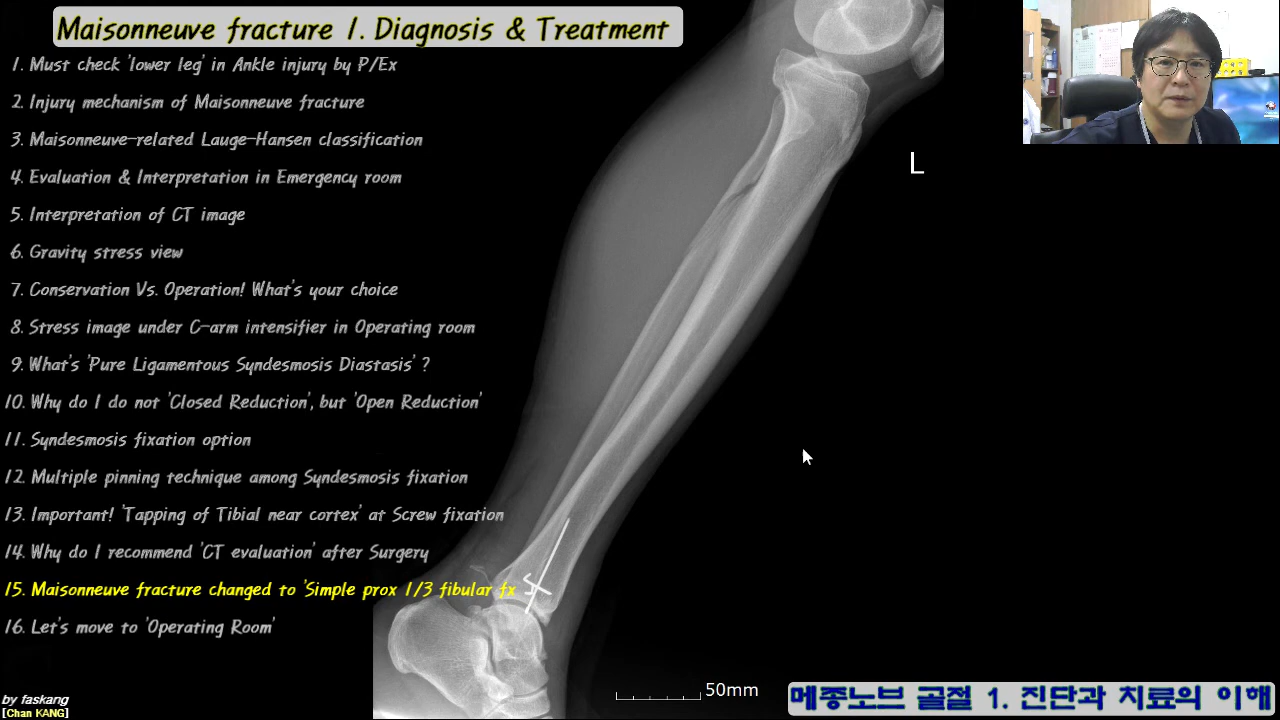 Maisonneuve fracture 1. Diagnosis & Treatment
1. Must check 'lower leg' in Ankle injury by P/Ex
2. Injury mechanism of Maisonneuve fracture
3. Maisonneuve-related Lauge-Hansen classification
4. Evaluation & Interpretation in Emergency room
5. Interpretation of CT image
6. Gravity stress view
7. Conservation Vs. Operation! What's your choice
8. Stress image under C-arm intensifier in Operating room
9. What's 'Pure Ligamentous Syndesmosis Diastasis' ?
10. Why do I do not 'Closed Reduction', but 'Open Reduction'
11. Syndesmosis fixation option
12. Multiple pinning technique among Syndesmosis fixation
13. Important! 'Tapping of Tibial near cortex' at Screw fixation
14. Why do I recommend 'CT evaluation' after Surgery
15. Maisonneuve fracture changed to 'Simple prox 1/3 fibular fx
16. Let's move to 'Operating Room'
L
50mm
by faskang
[Chan KANG]
메종노브 골절 1. 진단과 치료의 이해